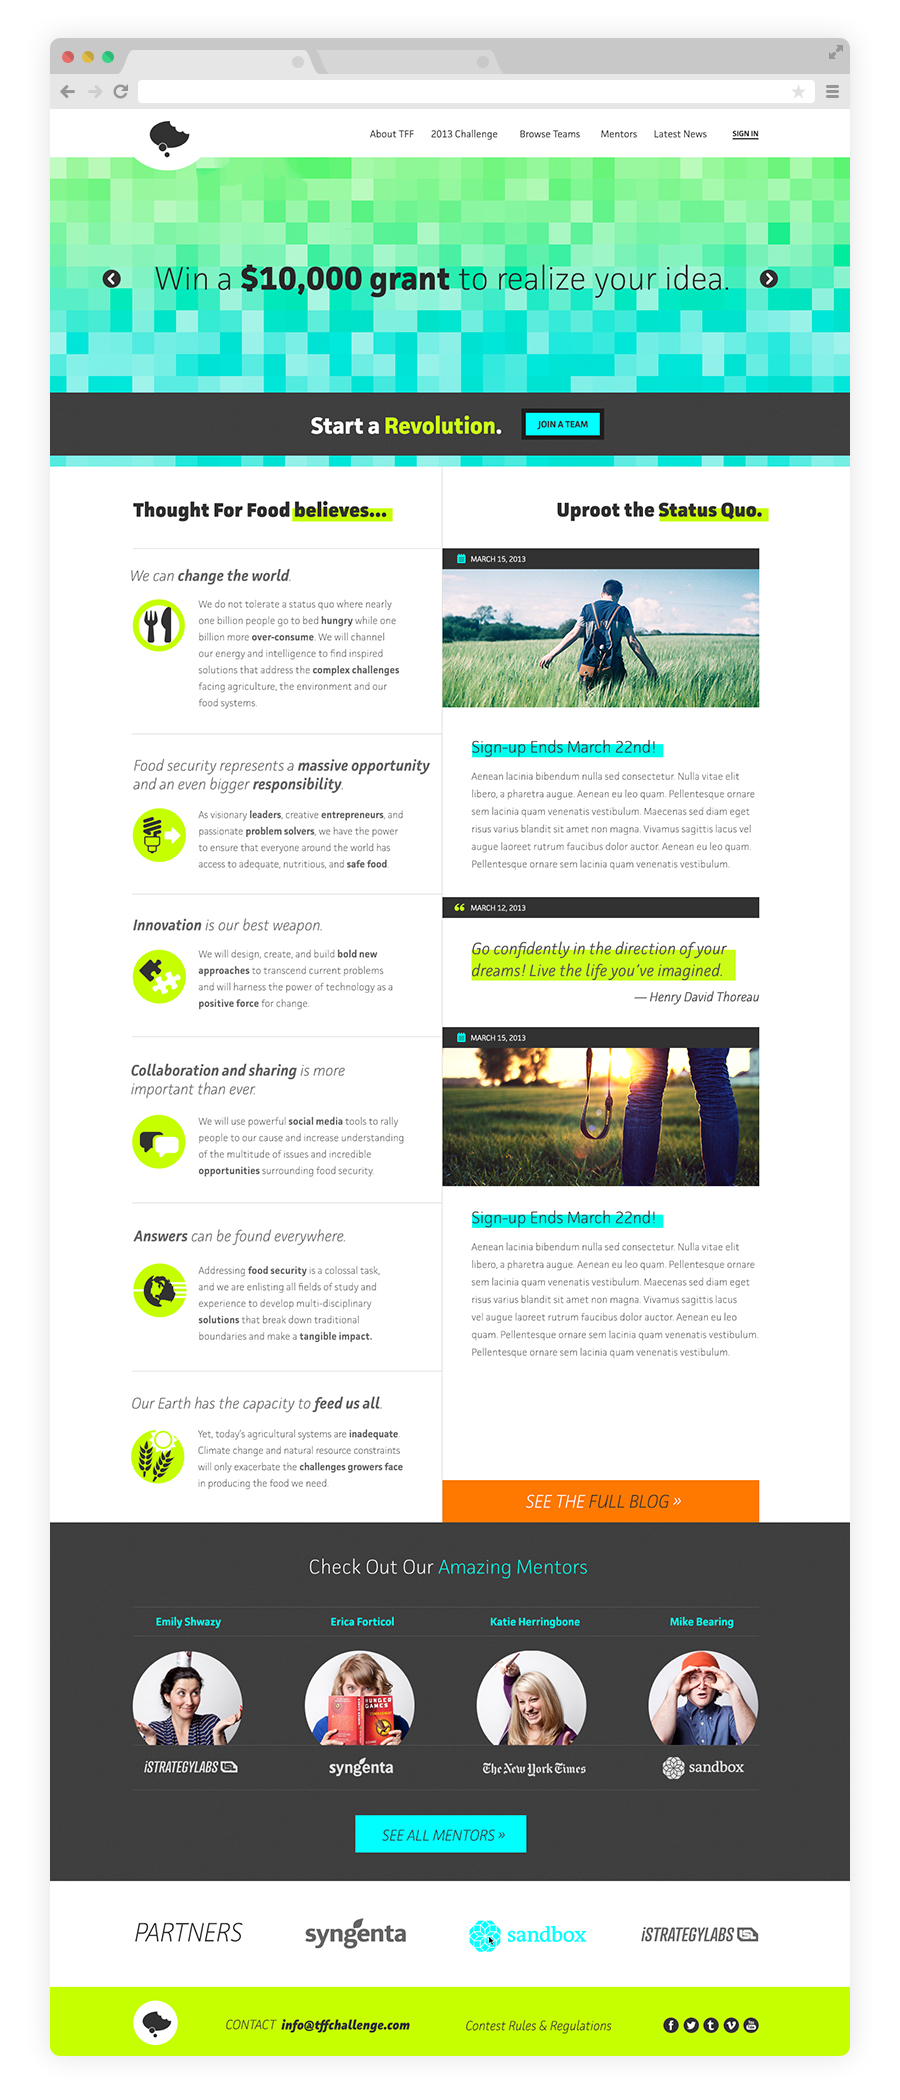 About TFF 2013 Challenge Browse Teams Mentors Latest News SIGN IN
Win a $10,000 grant to realize your idea.
Start a Revolution. JOIN A TEAM
Thought For Food believes...
We can change the world.
We do not tolerate a status quo where nearly
one billion people go to bed hungry while one
billion more over-consume. We will channel
our energy and intelligence to find inspired
solutions that address the complex challenges
facing agriculture, the environment and our
food systems.
Food security represents a massive opportunity
and an even bigger responsibility.
As visionary leaders, creative entrepreneurs, and
passionate problem solvers, we have the power
to ensure that everyone around the world has
access to adequate, nutritious, and safe food.
Innovation is our best weapon.
We will design, create, and build bold new
approaches to transcend current problems
and will harness the power of technology as a
positive force for change.
Collaboration and sharing is more
important than ever.
We will use powerful social media tools to rally
people to our cause and increase understanding
of the multitude of issues and incredible
opportunities surrounding food security.
Answers can be found everywhere.
Addressing food security is a colossal task,
and we are enlisting all fields of study and
experience to develop multi-disciplinary
solutions that break down traditional
boundaries and make a tangible impact.
Our Earth has the capacity to feed us all.
Yet, today's agricultural systems are inadequate.
Climate change and natural resource constraints
will only exacerbate the challenges growers face
in producing the food we need.
Uproot the Status Quo.
MARCH 15, 2013
Sign-up Ends March 22nd!
Aenean lacinia bibendum nulla sed consectetur. Nulla vitae elit
libero, a pharetra augue. Aenean eu leo quam. Pellentesque ornare
sem lacinia quam venenatis vestibulum. Maecenas sed diam eget
risus varius blandit sit amet non magna. Vivamus sagittis lacus vel
augue laoreet rutrum faucibus dolor auctor. Aenean eu leo quam.
Pellentesque ornare sem lacinia quam venenatis vestibulum.
MARCH 12, 2013
Go confidently in the direction of your
dreams! Live the life you've imagined.
— Henry David Thoreau
MARCH 15, 2013
Sign-up Ends March 22nd!
Aenean lacinia bibendum nulla sed consectetur. Nulla vitae elit
libero, a pharetra augue. Aenean eu leo quam. Pellentesque ornare
sem lacinia quam venenatis vestibulum. Maecenas sed diam eget
risus varius blandit sit amet non magna. Vivamus sagittis lacus
vel augue laoreet rutrum faucibus dolor auctor. Aenean eu leo
quam. Pellentesque ornare sem lacinia quam venenatis vestibulum.
Pellentesque ornare sem lacinia quam venenatis vestibulum.
SEE THE FULL BLOG »
Check Out Our Amazing Mentors
Emily Shwazy Erica Forticol Katie Herringbone Mike Bearing
HUNGER
GAMES
iSTRATEGYLABS syngenta The New York Times sandbox
SEE ALL MENTORS »
PARTNERS syngenta sandbox iSTRATEGYLABS
CONTACT info@tffchallenge.com Contest Rules & Regulations